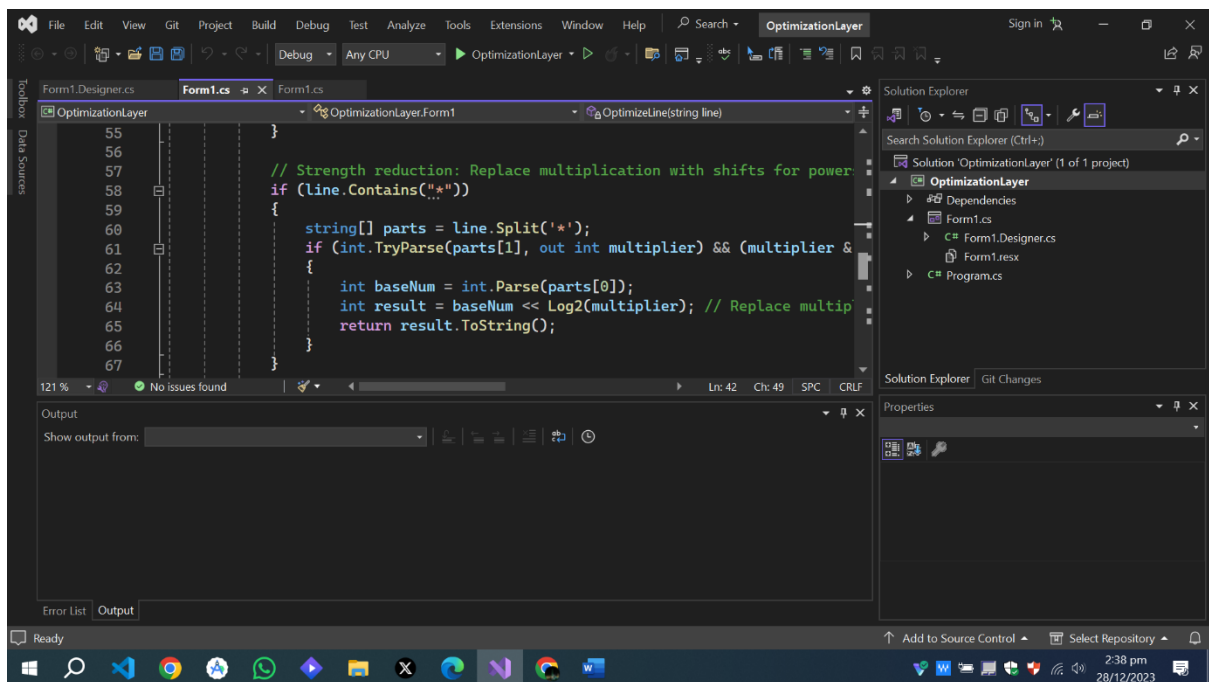 File Edit View Git Project Build Debug Test Analyze Tools Extensions Window Help Search OptimizationLayer Sign in
Debug Any CPU OptimizationLayer
Toolbox
Data Sources
Form1.Designer.cs Form1.cs Form1.cs
OptimizationLayer OptimizationLayer.Form1 OptimizeLine(string line)
55 }
56
57 // Strength reduction: Replace multiplication with shifts for power
58 if (line.Contains("*"))
59 {
60 string[] parts = line.Split('*');
61 if (int.TryParse(parts[1], out int multiplier) && (multiplier &
62 {
63 int baseNum = int.Parse(parts[0]);
64 int result = baseNum << Log2(multiplier); // Replace multip
65 return result.ToString();
66 }
67 }
121 % No issues found Ln: 42 Ch: 49 SPC CRLF
Output
Show output from:
Error List Output
Solution Explorer
Search Solution Explorer (Ctrl+;)
Solution 'OptimizationLayer' (1 of 1 project)
C# OptimizationLayer
Dependencies
Form1.cs
C# Form1.Designer.cs
Form1.resx
C# Program.cs
Solution Explorer Git Changes
Properties
Ready Add to Source Control Select Repository
2:38 pm
28/12/2023